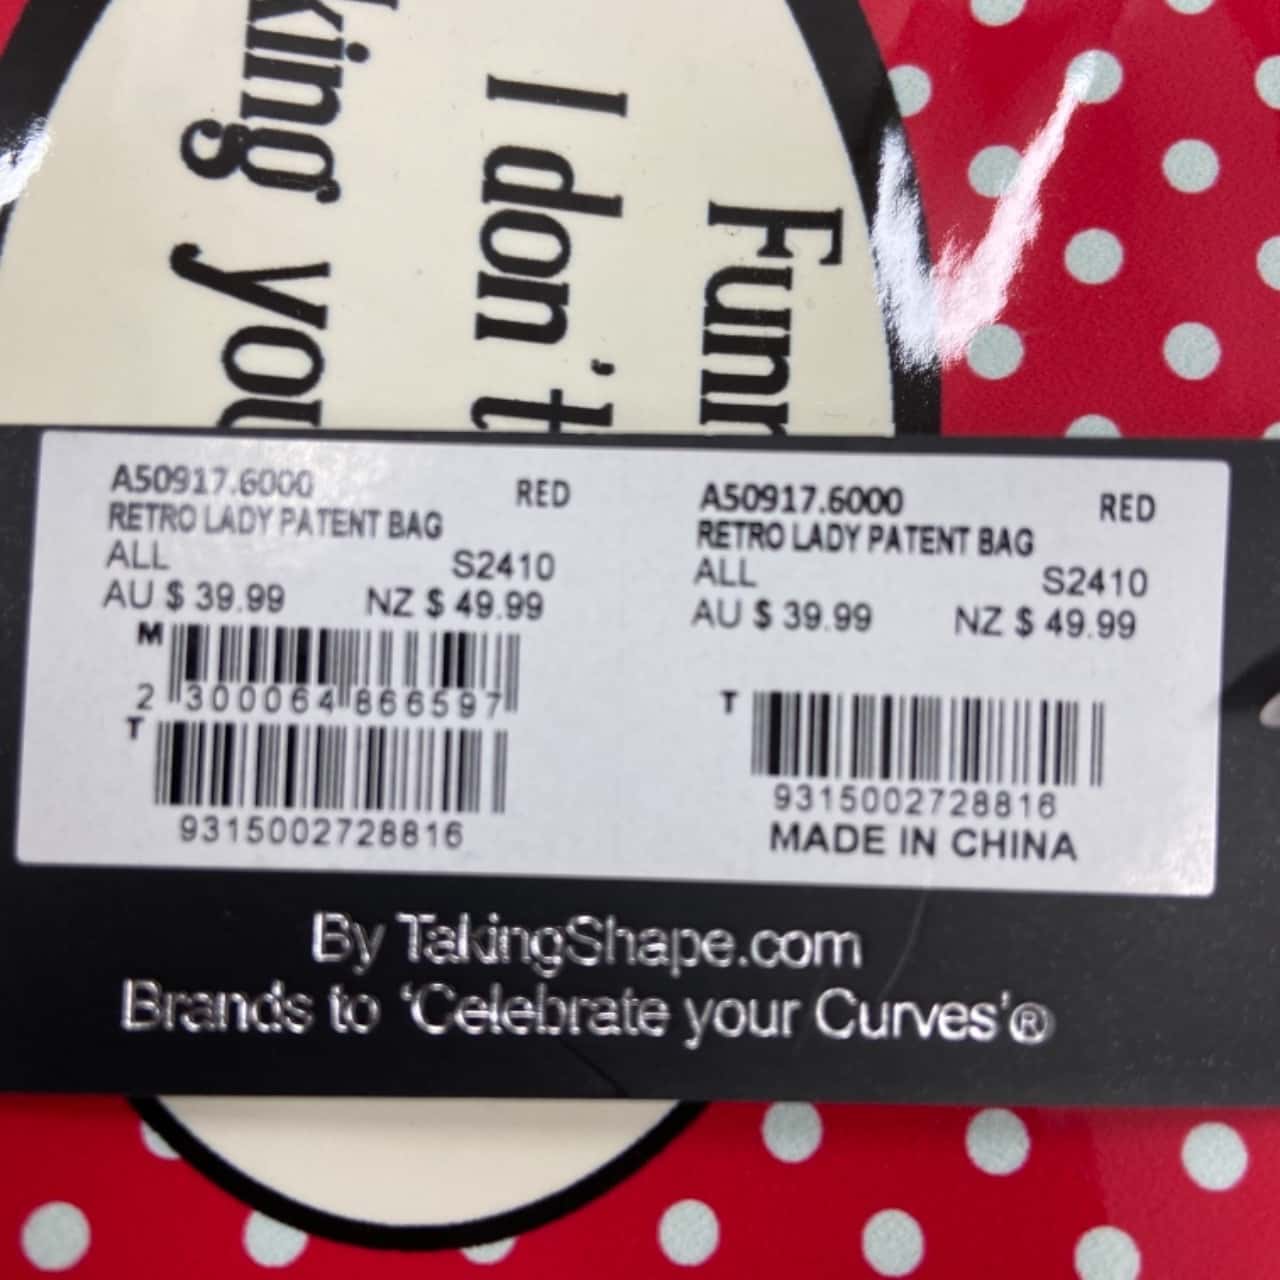 Funn
I don't
king you
A50917.6000 RED
RETRO LADY PATENT BAG
ALL S2410
AU $ 39.99 NZ $ 49.99
M
2 300064 866597
T
9315002728816
A50917.6000 RED
RETRO LADY PATENT BAG
ALL S2410
AU $ 39.99 NZ $ 49.99
T
9315002728816
MADE IN CHINA
By TakingShape.com
Brands to ‘Celebrate your Curves’®